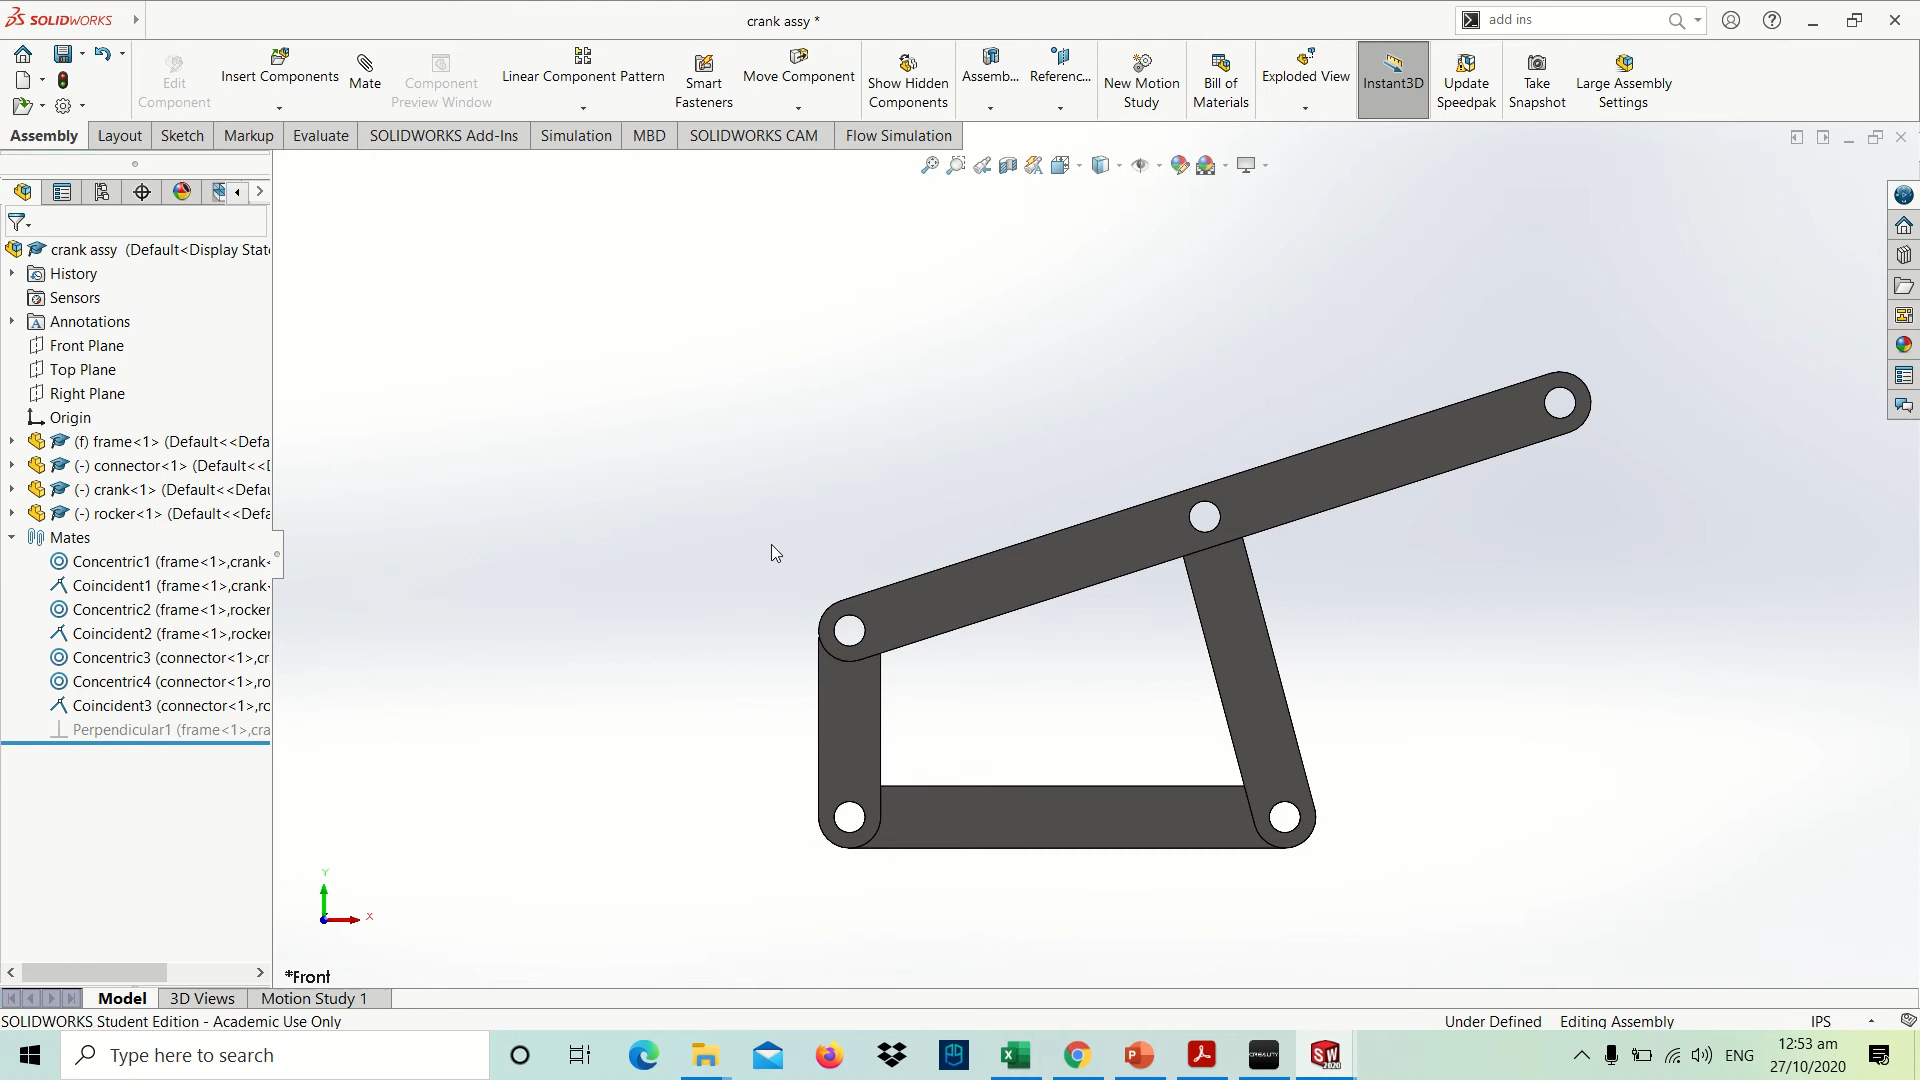 SOLIDWORKS
crank assy *
add ins
Edit Component
Insert Components
Mate
Component Preview Window
Linear Component Pattern
Smart Fasteners
Move Component
Show Hidden Components
Assemb...
Referenc...
New Motion Study
Bill of Materials
Exploded View
Instant3D
Update Speedpak
Take Snapshot
Large Assembly Settings
Assembly
Layout
Sketch
Markup
Evaluate
SOLIDWORKS Add-Ins
Simulation
MBD
SOLIDWORKS CAM
Flow Simulation
crank assy (Default<Display Stat
History
Sensors
Annotations
Front Plane
Top Plane
Right Plane
Origin
(f) frame<1> (Default<<Defa
(-) connector<1> (Default<<D
(-) crank<1> (Default<<Defau
(-) rocker<1> (Default<<Defa
Mates
Concentric1 (frame<1>,crank<
Coincident1 (frame<1>,crank<
Concentric2 (frame<1>,rocker
Coincident2 (frame<1>,rocker
Concentric3 (connector<1>,cr
Concentric4 (connector<1>,ro
Coincident3 (connector<1>,ro
Perpendicular1 (frame<1>,cra
Y
X
*Front
Model
3D Views
Motion Study 1
SOLIDWORKS Student Edition - Academic Use Only
Under Defined
Editing Assembly
IPS
Type here to search
ENG
12:53 am
27/10/2020